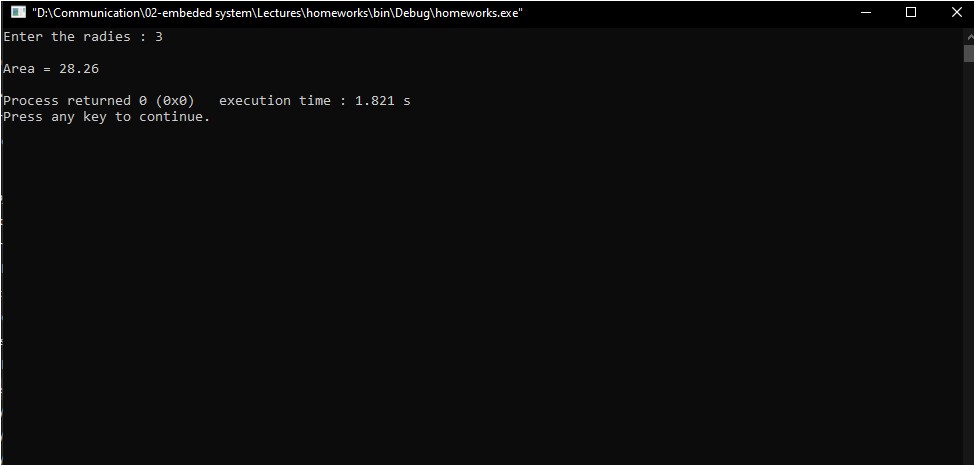 "D:\Communication\02-embeded system\Lectures\homeworks\bin\Debug\homeworks.exe"
Enter the radies : 3
Area = 28.26
Process returned 0 (0x0)   execution time : 1.821 s
Press any key to continue.